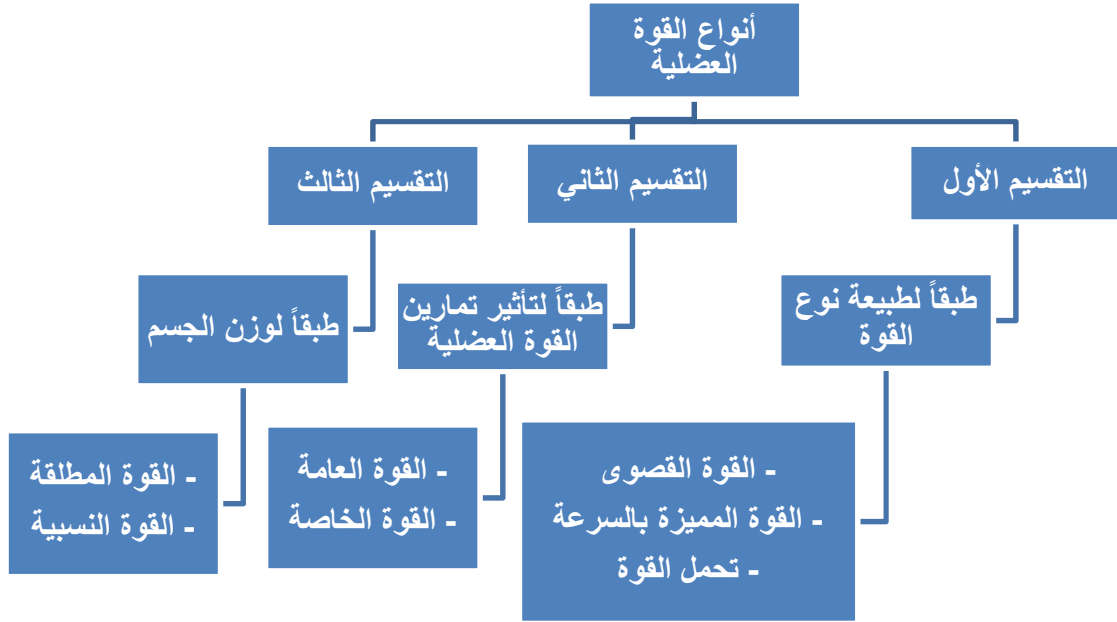 أنواع القوة
العضلية
التقسيم الأول
التقسيم الثاني
التقسيم الثالث
طبقاً لطبيعة نوع
القوة
طبقاً لتأثير تمارين
القوة العضلية
طبقاً لوزن الجسم
- القوة القصوى
- القوة المميزة بالسرعة
- تحمل القوة
- القوة العامة
- القوة الخاصة
- القوة المطلقة
- القوة النسبية